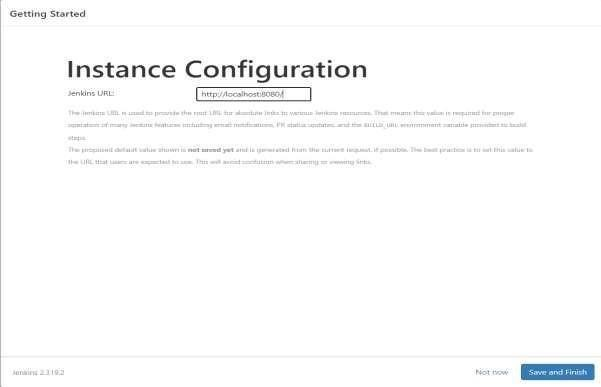 Getting Started
Instance Configuration
Jenkins URL: http://localhost:8080/
The Jenkins URL is used to provide the root URL for absolute links to various Jenkins resources. That means this value is required for proper
operation of many Jenkins features including email notifications, PR status updates, and the BUILD_URL environment variable provided to build
steps.
The proposed default value shown is not saved yet and is generated from the current request, if possible. The best practice is to set this value to
the URL that users are expected to use. This will avoid confusion when sharing or viewing links.
Jenkins 2.319.2 Not now Save and Finish